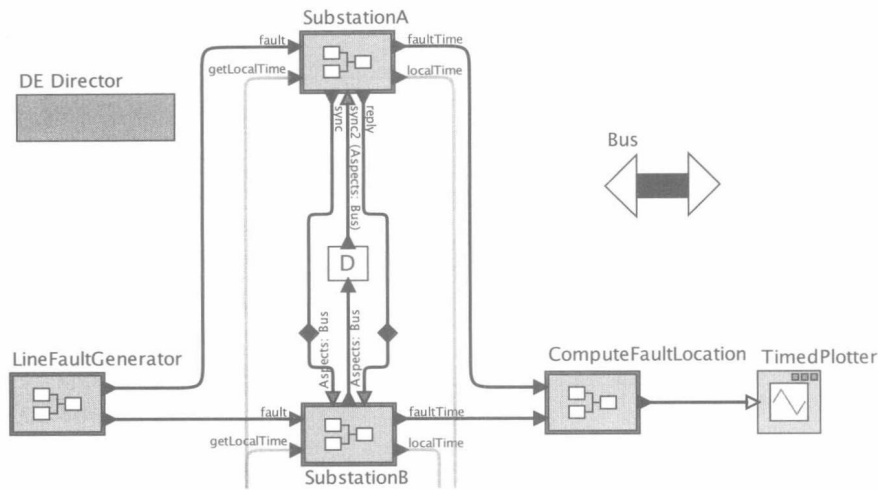 SubstationA
fault
faultTime
getLocalTime
localTime
DE Director
sync
sync2 (Aspects: Bus)
reply
Bus
D
Aspects: Bus
Aspects: Bus
LineFaultGenerator
ComputeFaultLocation
TimedPlotter
fault
faultTime
getLocalTime
localTime
SubstationB